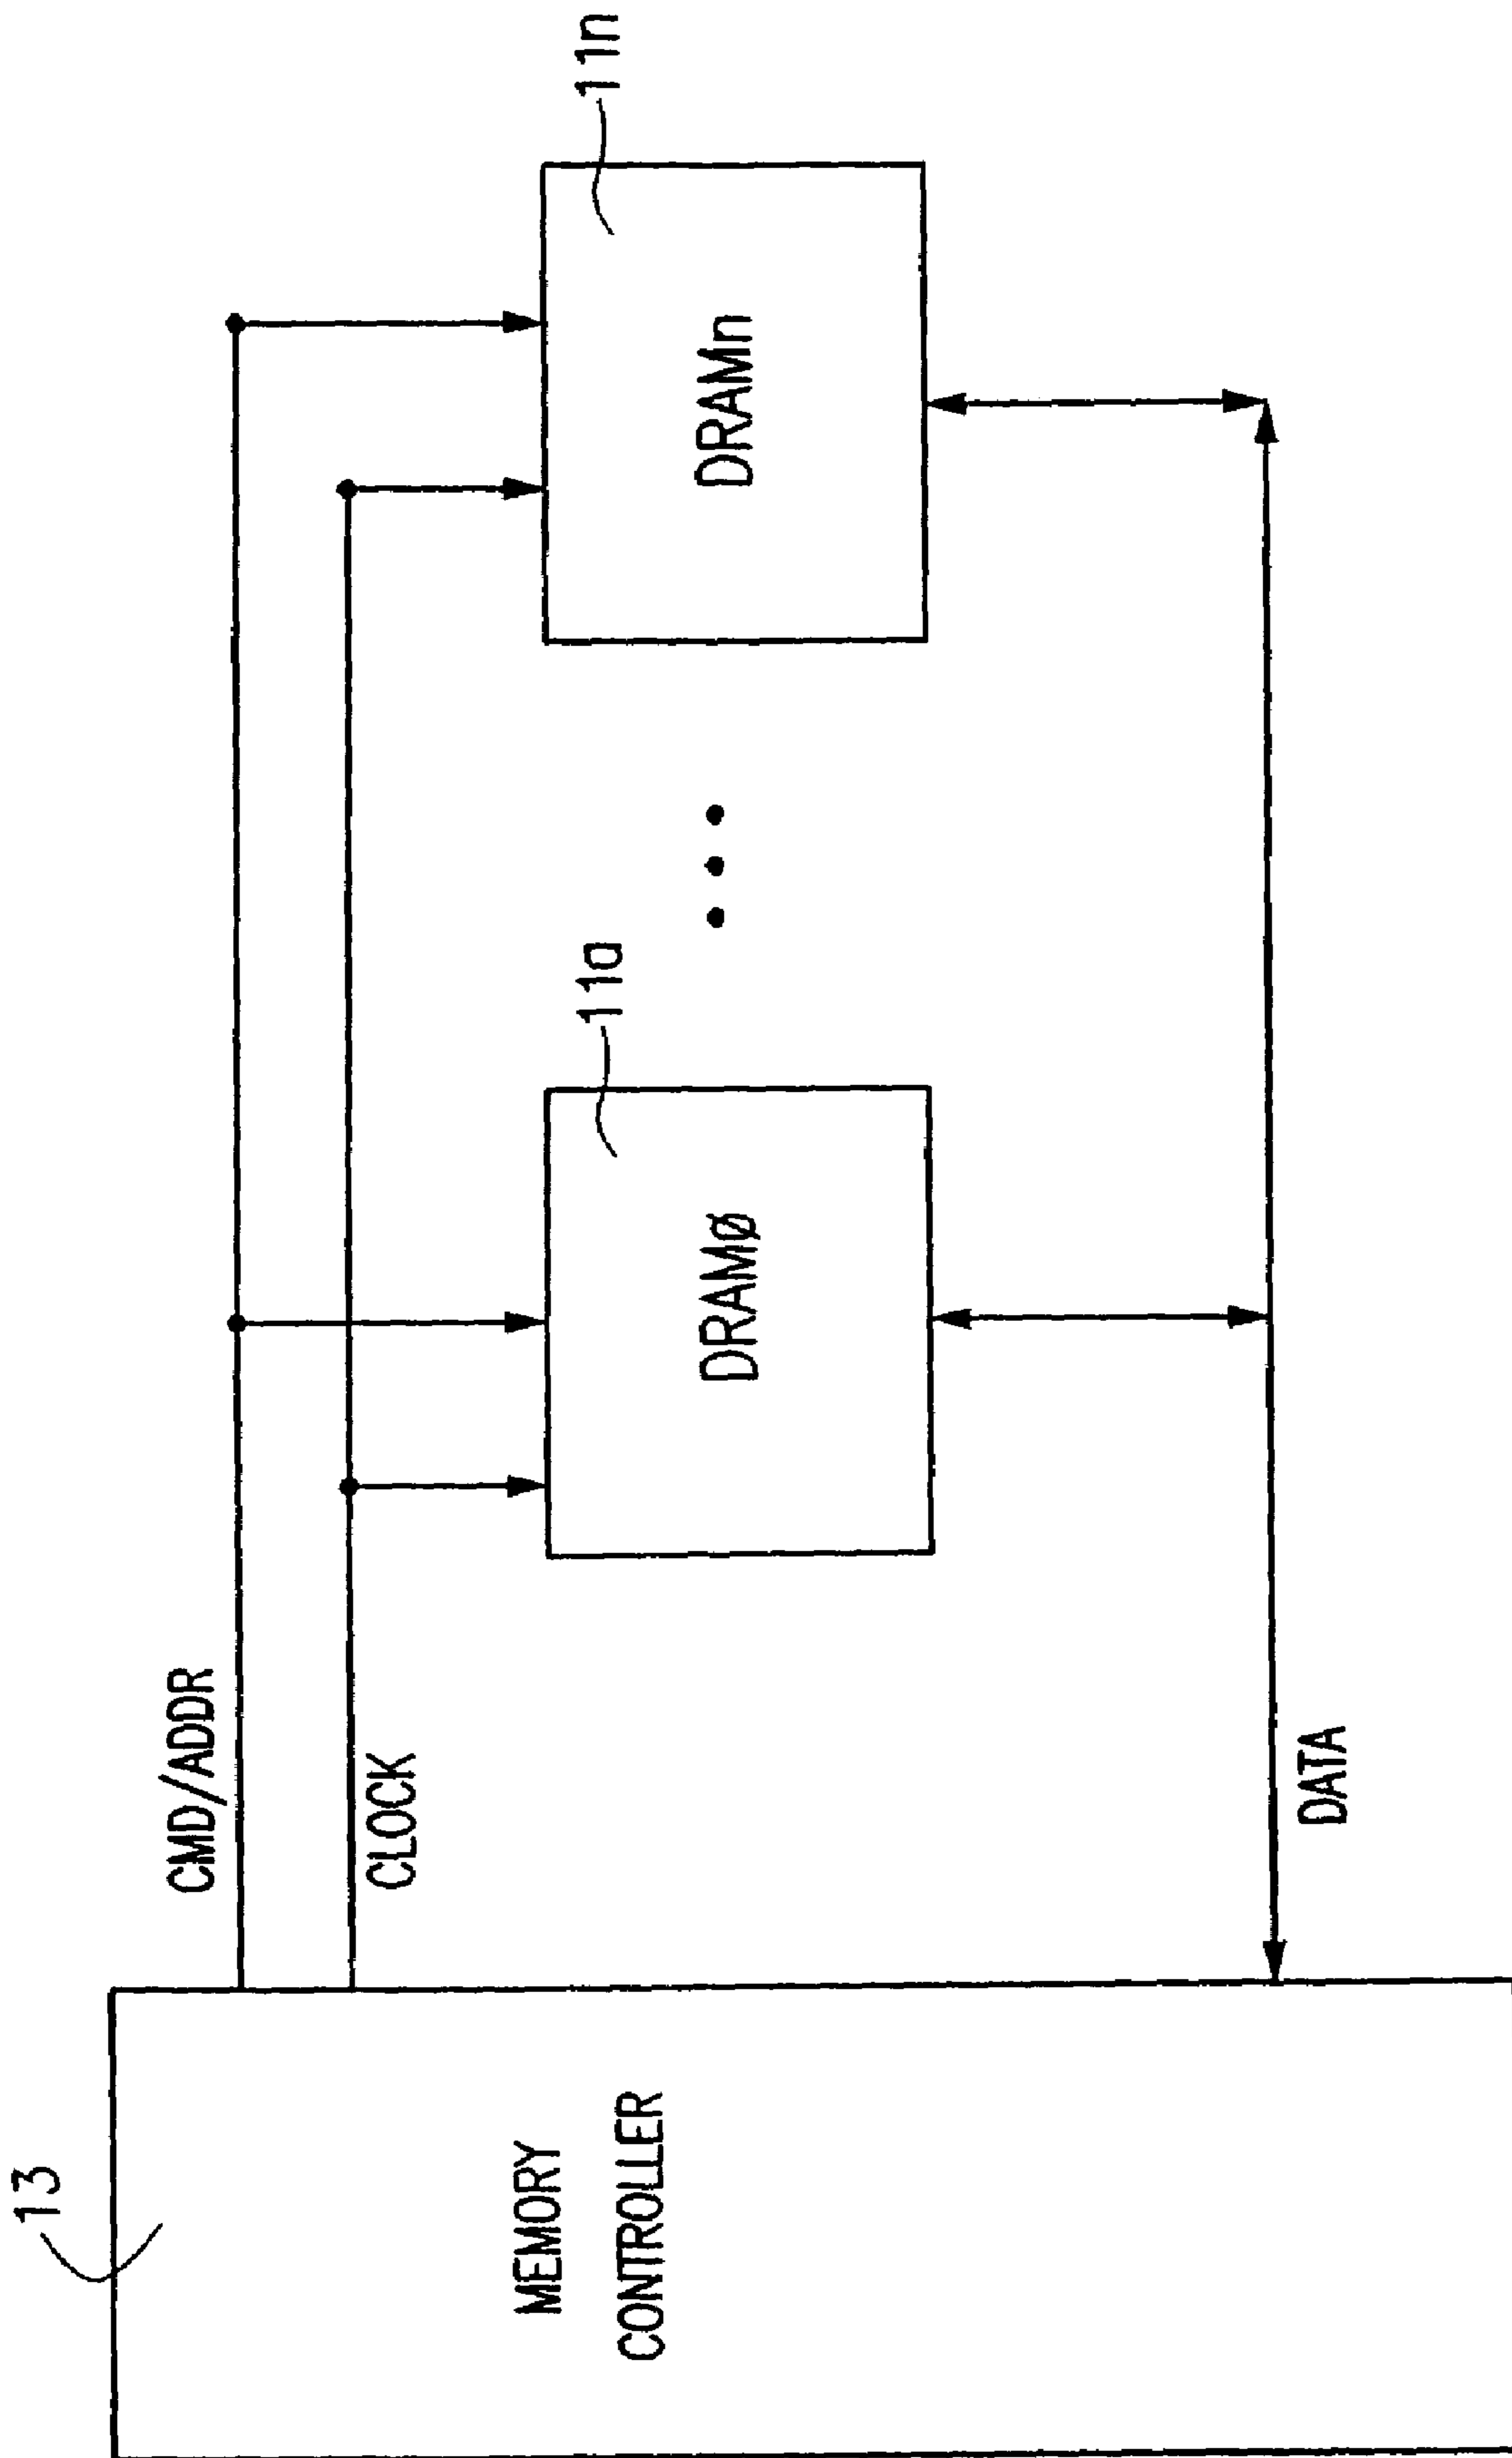 13
MEMORY
CONTROLLER
CMD/ADDR
CLOCK
DATA
11a
DRAMØ
11n
DRAMn